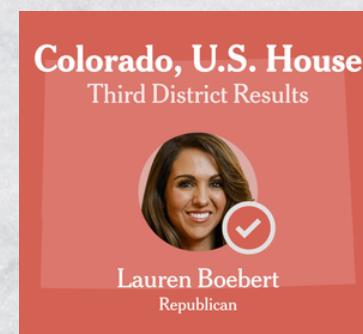 Colorado, U.S. House
Third District Results
Lauren Boebert
Republican